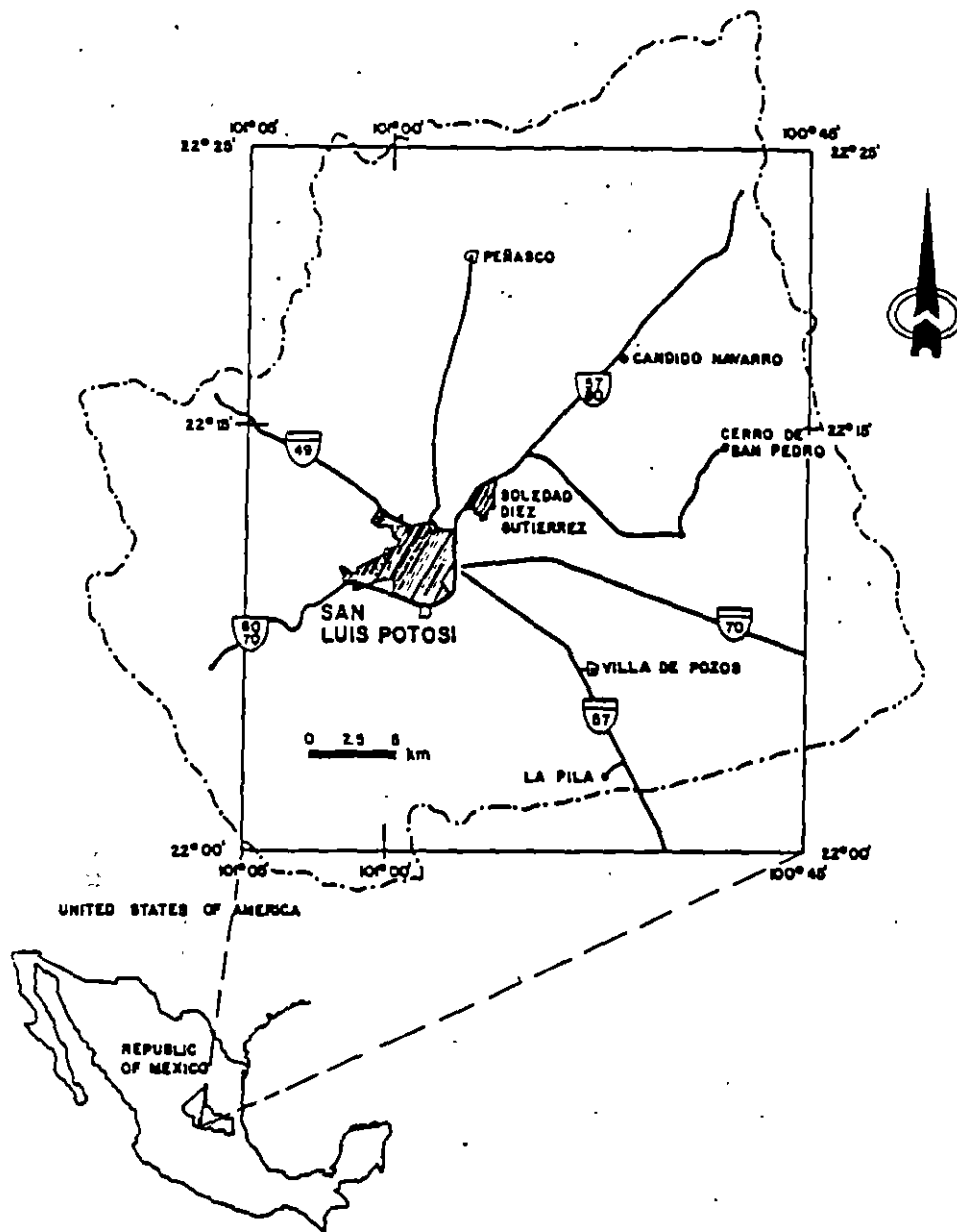 101° 05'
101° 00'
100° 45'
22° 25'
22° 25'
PEÑASCO
CANDIDO NAVARRO
57
80
22° 15'
22° 15'
CERRO DE
SAN PEDRO
49
SOLEDAD
DIEZ
GUTIERREZ
SAN
LUIS POTOSI
80
70
70
VILLA DE POZOS
57
0 2.5 5
km
LA PILA
22° 00'
22° 00'
101° 05'
101° 00'
100° 45'
UNITED STATES OF AMERICA
REPUBLIC
OF MEXICO